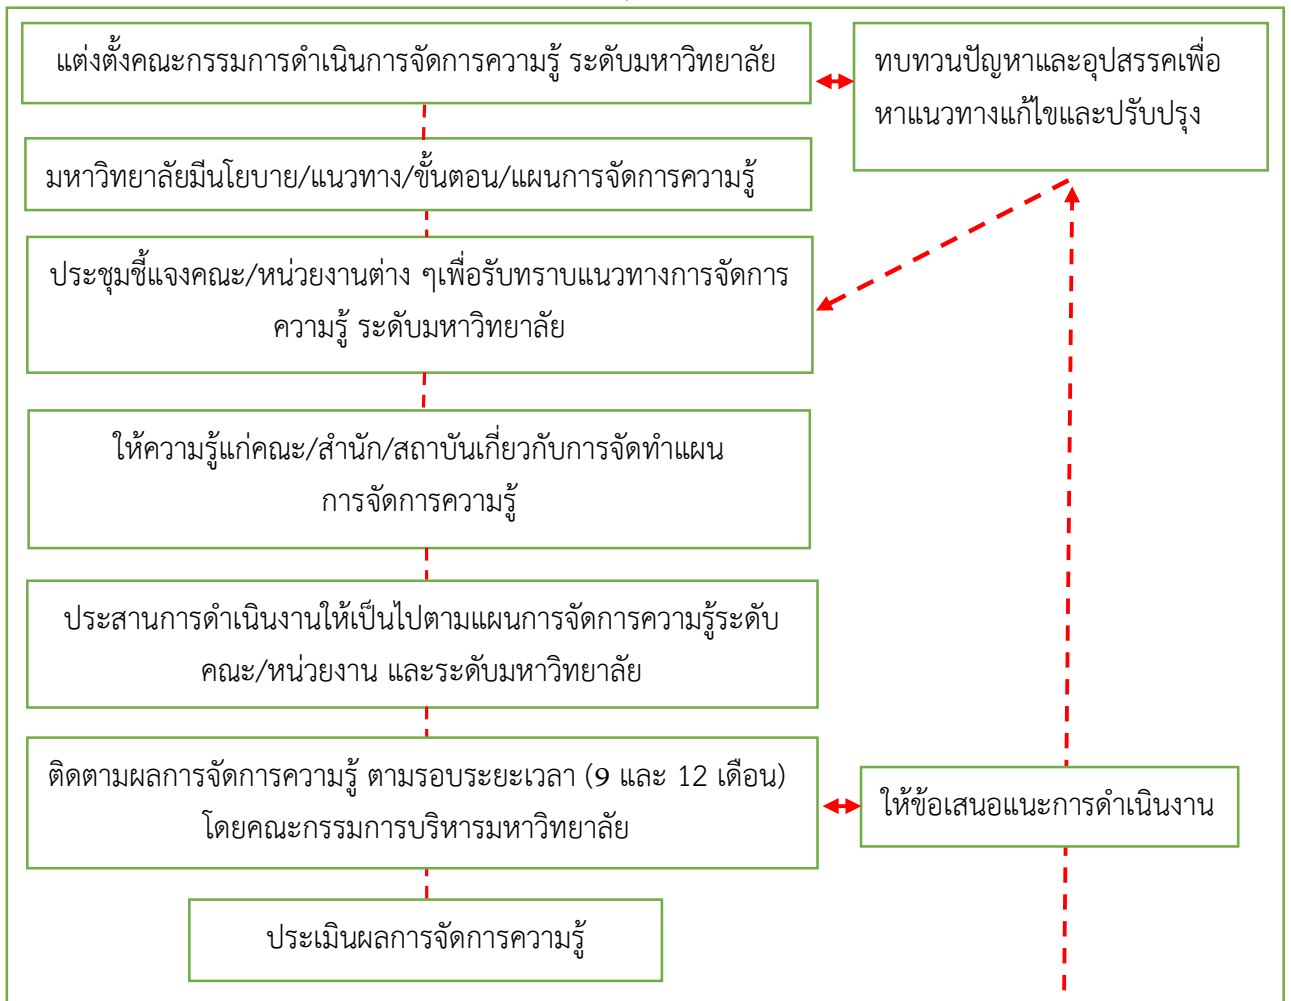 แต่งตั้งคณะกรรมการดำเนินการจัดการความรู้ ระดับมหาวิทยาลัย
ทบทวนปัญหาและอุปสรรคเพื่อ
หาแนวทางแก้ไขและปรับปรุง
มหาวิทยาลัยมีนโยบาย/แนวทาง/ขั้นตอน/แผนการจัดการความรู้
ประชุมชี้แจงคณะ/หน่วยงานต่าง ๆเพื่อรับทราบแนวทางการจัดการ
ความรู้ ระดับมหาวิทยาลัย
ให้ความรู้แก่คณะ/สำนัก/สถาบันเกี่ยวกับการจัดทำแผน
การจัดการความรู้
ประสานการดำเนินงานให้เป็นไปตามแผนการจัดการความรู้ระดับ
คณะ/หน่วยงาน และระดับมหาวิทยาลัย
ติดตามผลการจัดการความรู้ ตามรอบระยะเวลา (9 และ 12 เดือน)
โดยคณะกรรมการบริหารมหาวิทยาลัย
ให้ข้อเสนอแนะการดำเนินงาน
ประเมินผลการจัดการความรู้